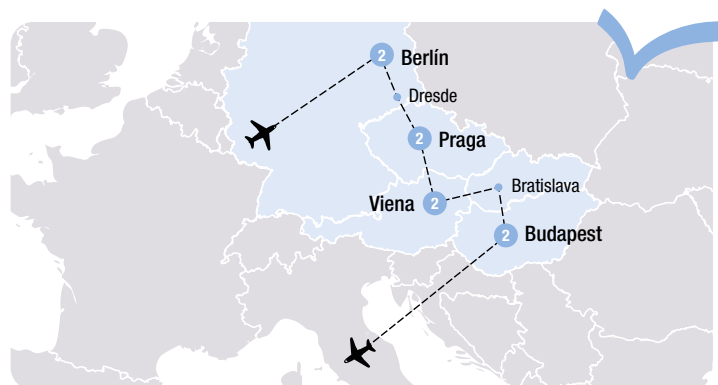 2 Berlín
Dresde
2 Praga
Viena 2
Bratislava
2 Budapest